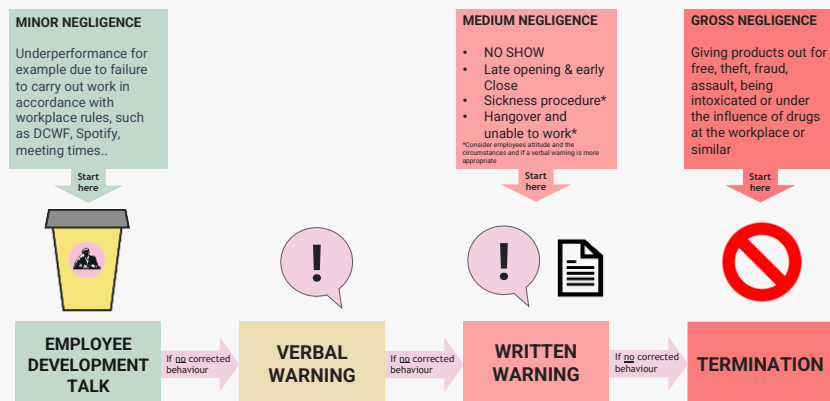 MINOR NEGLIGENCE
Underperformance for
example due to failure
to carry out work in
accordance with
workplace rules, such
as DCWF, Spotify,
meeting times..
MEDIUM NEGLIGENCE
• NO SHOW
• Late opening & early
Close
• Sickness procedure*
• Hangover and
unable to work*
*Consider employees attitude and the
circumstances and if a verbal warning is more
appropriate
GROSS NEGLIGENCE
Giving products out for
free, theft, fraud,
assault, being
intoxicated or under
the influence of drugs
at the workplace or
similar
Start
here
Start
here
Start
here
!
!
EMPLOYEE
DEVELOPMENT
TALK
If no corrected
behaviour
VERBAL
WARNING
If no corrected
behaviour
WRITTEN
WARNING
If no corrected
behaviour
TERMINATION